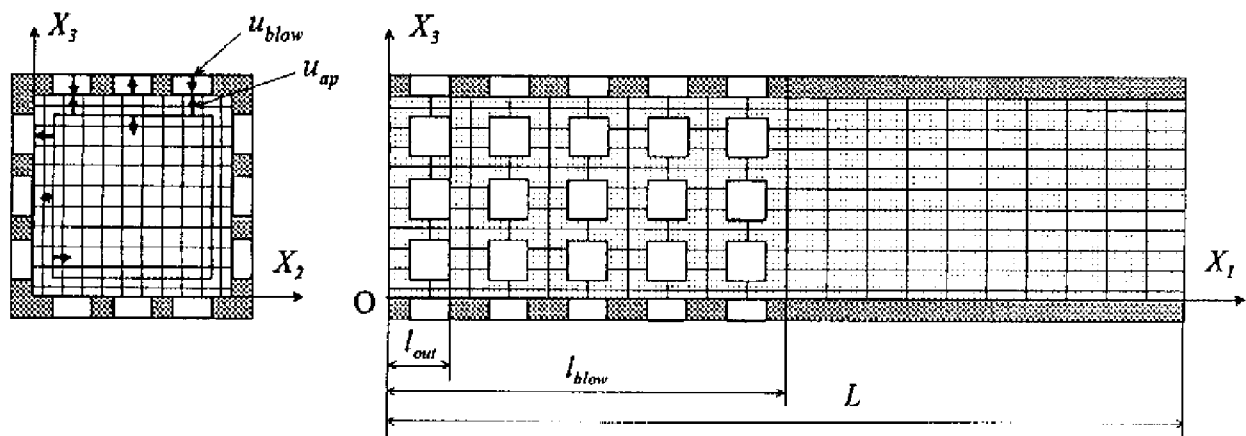 X₃
u_blow
u_ap
X₂
X₃
X₁
O
l_out
l_blow
L